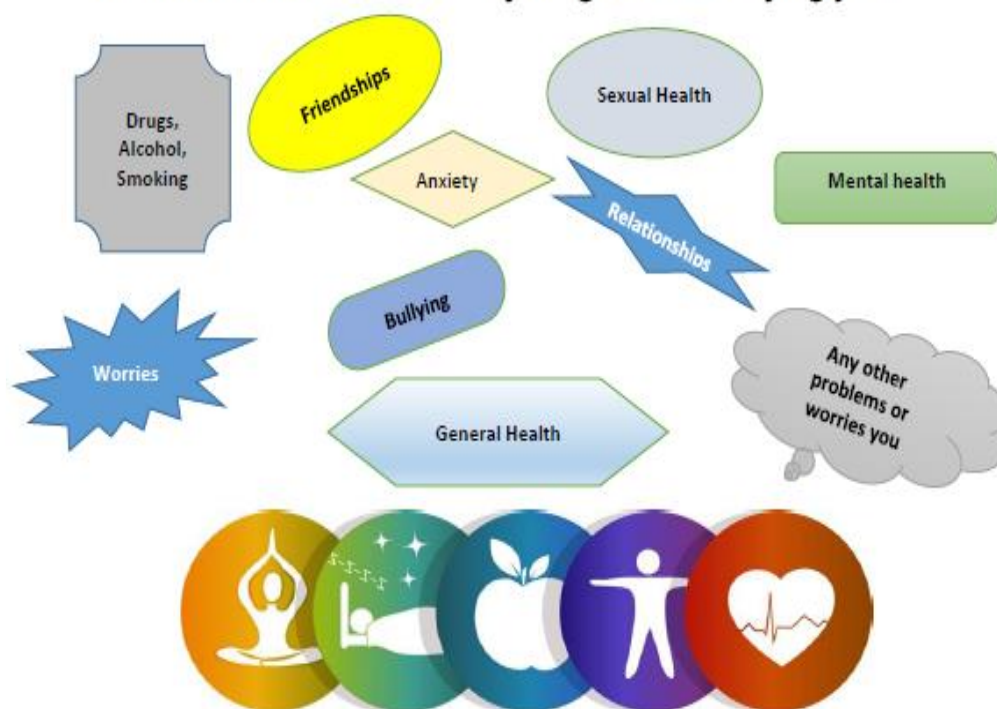 Friendships
Sexual Health
Drugs,
Alcohol,
Smoking
Anxiety
Mental health
Relationships
Bullying
Any other
problems or
worries you
Worries
General Health